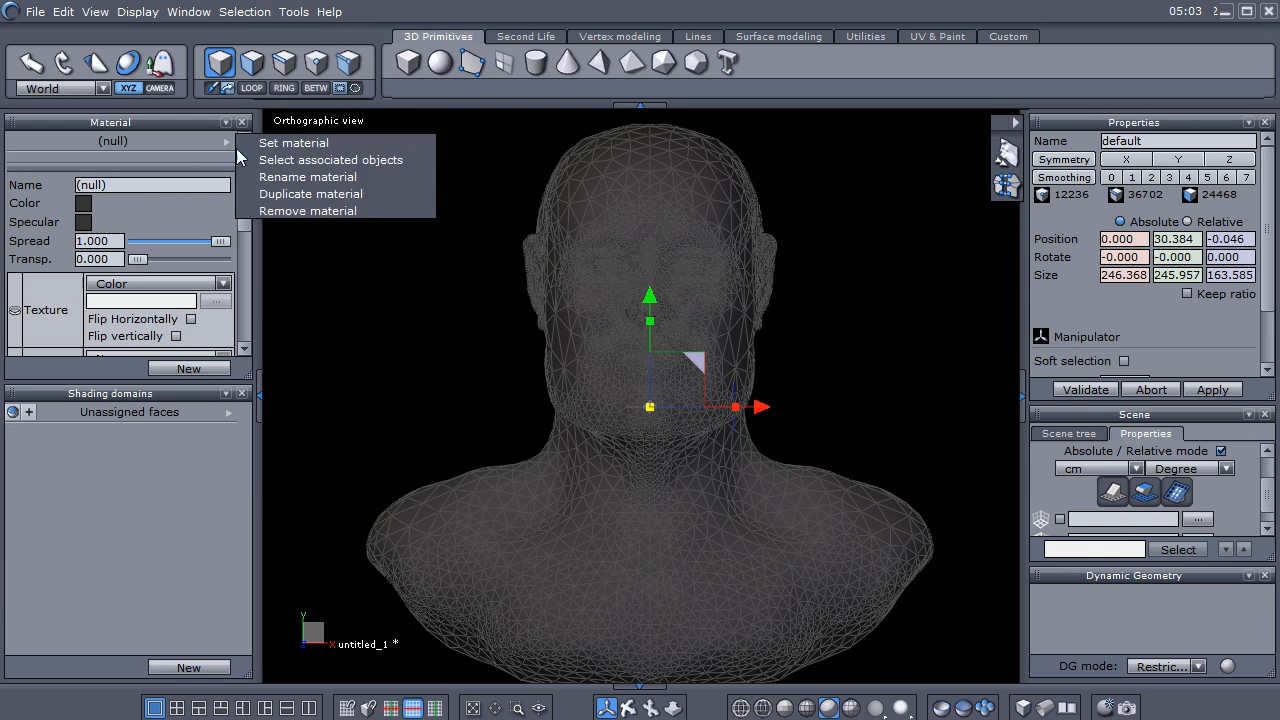 File Edit View Display Window Selection Tools Help 05:03
3D Primitives Second Life Vertex modeling Lines Surface modeling Utilities UV & Paint Custom
World XYZ CAMERA LOOP RING BETW
Material
(null)
Set material
Select associated objects
Rename material
Duplicate material
Remove material
Name (null)
Color
Specular
Spread 1.000
Transp. 0.000
Texture Color
Flip Horizontally
Flip vertically
New
Shading domains
Unassigned faces
New
Orthographic view
Y
X
Z
untitled_1 *
Properties
Name default
Symmetry X Y Z
Smoothing 0 1 2 3 4 5 6 7
12236 36702 24468
Absolute Relative
Position 0.000 30.384 -0.046
Rotate -0.000 -0.000 0.000
Size 246.368 245.957 163.585
Keep ratio
Manipulator
Soft selection
Validate Abort Apply
Scene
Scene tree Properties
Absolute / Relative mode
cm Degree
...
Select
Dynamic Geometry
DG mode: Restric...